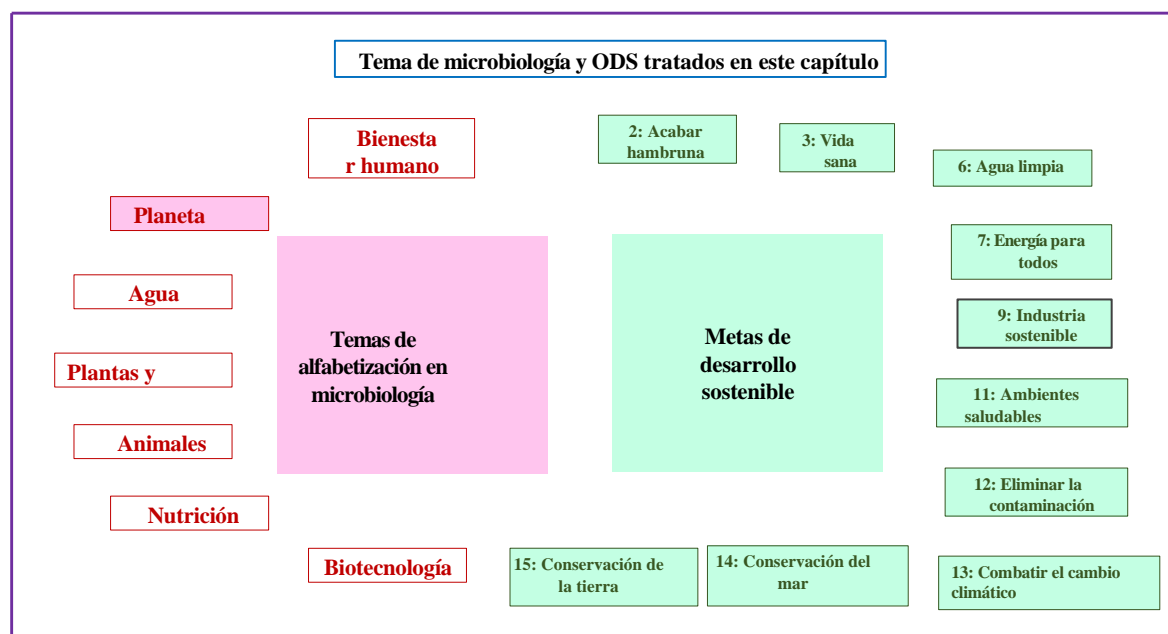 Tema de microbiología y ODS tratados en este capítulo
Bienesta
r humano
2: Acabar
hambruna
3: Vida
sana
6: Agua limpia
Planeta
7: Energía para
todos
Agua
9: Industria
sostenible
Temas de
alfabetización en
microbiología
Metas de
desarrollo
sostenible
Plantas y
11: Ambientes
saludables
Animales
12: Eliminar la
contaminación
Nutrición
Biotecnología
15: Conservación de
la tierra
14: Conservación del
mar
13: Combatir el cambio
climático